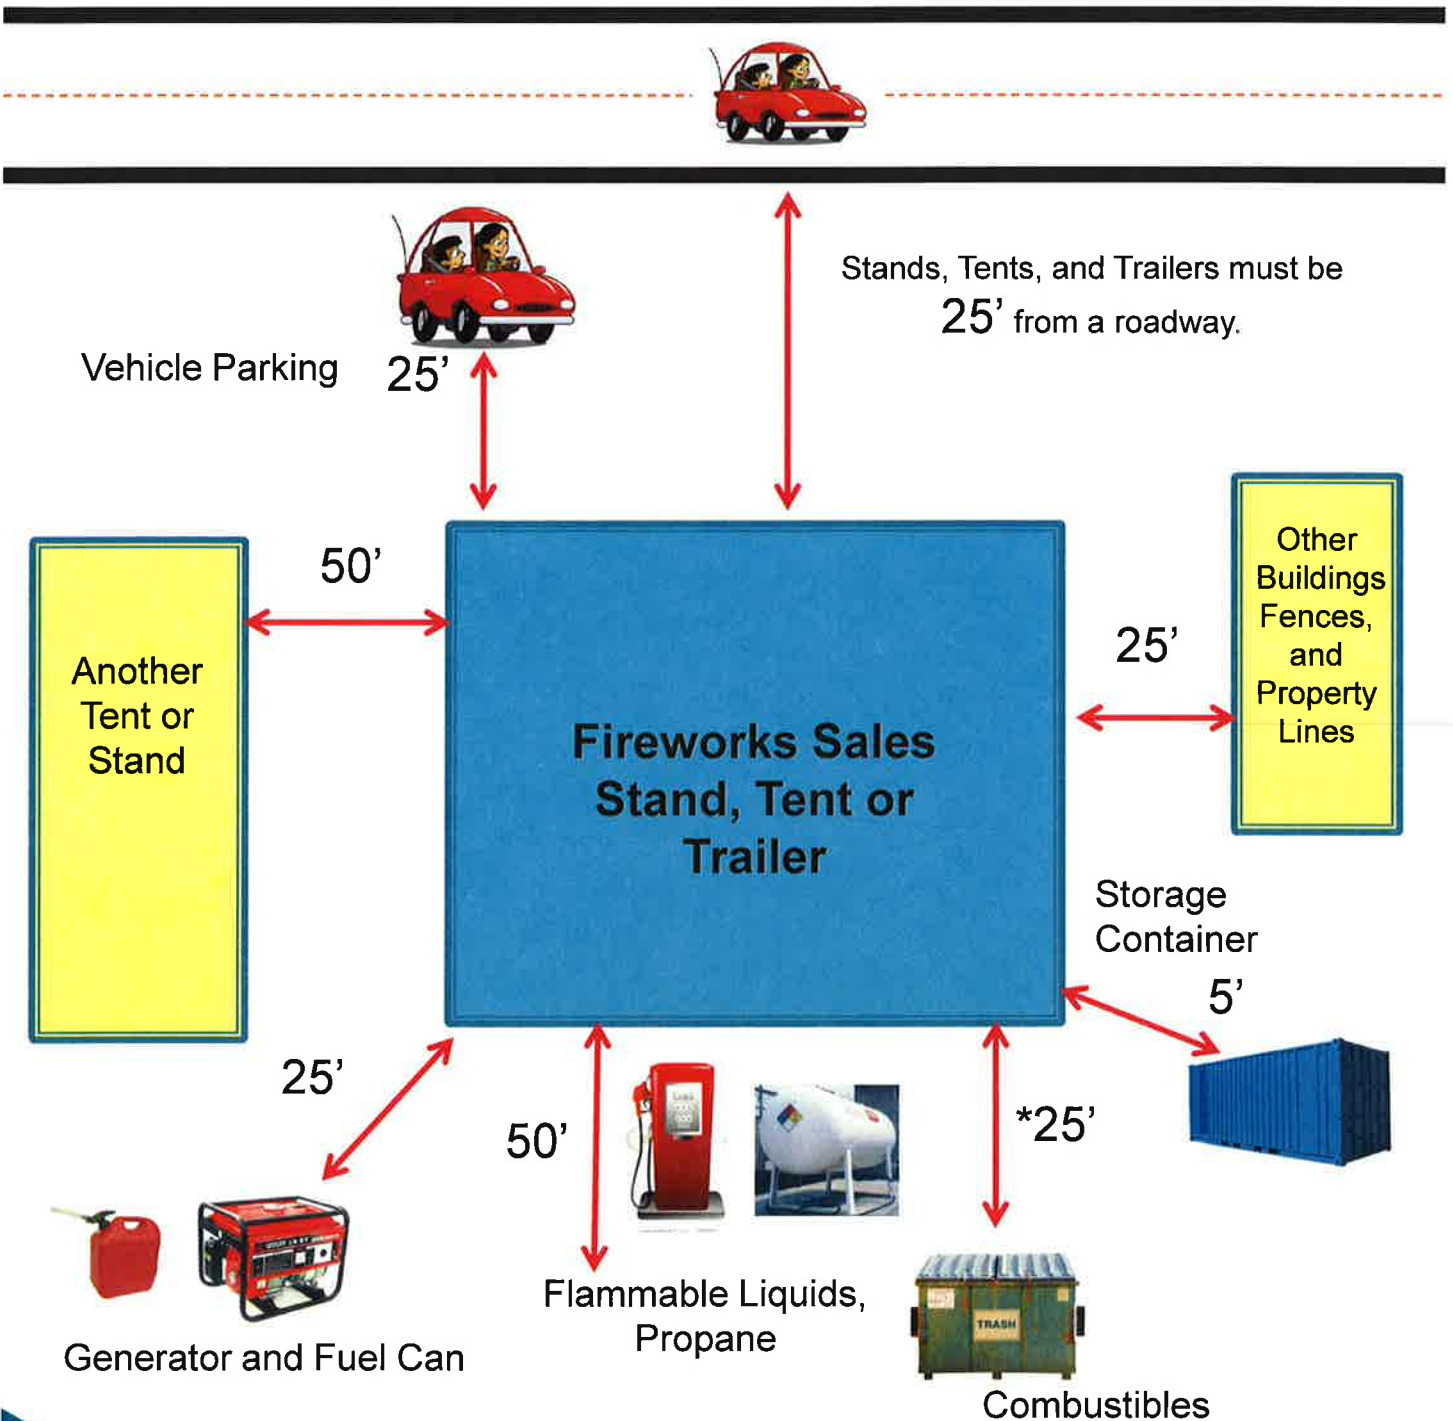 Stands, Tents, and Trailers must be
25’ from a roadway.
Vehicle Parking
25’
50’
Another
Tent or
Stand
Fireworks Sales
Stand, Tent or
Trailer
25’
Other
Buildings
Fences,
and
Property
Lines
Storage
Container
5’
25’
50’
*25’
TRASH
Generator and Fuel Can
Flammable Liquids,
Propane
Combustibles